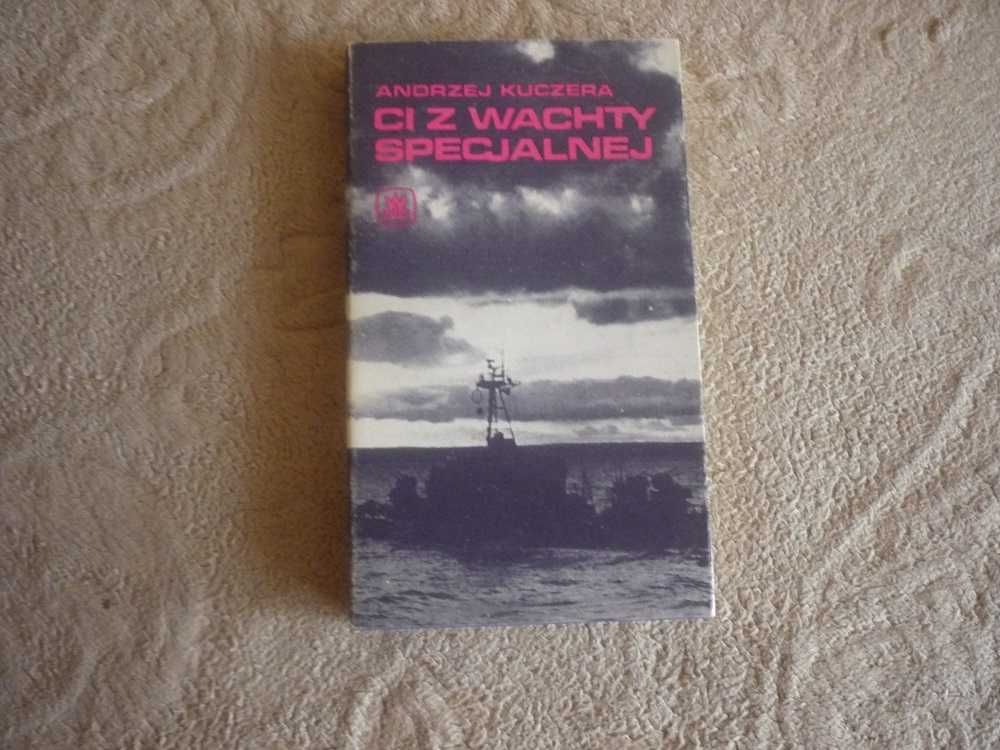 ANDRZEJ KUCZERA
CI Z WACHTY
SPECJALNEJ